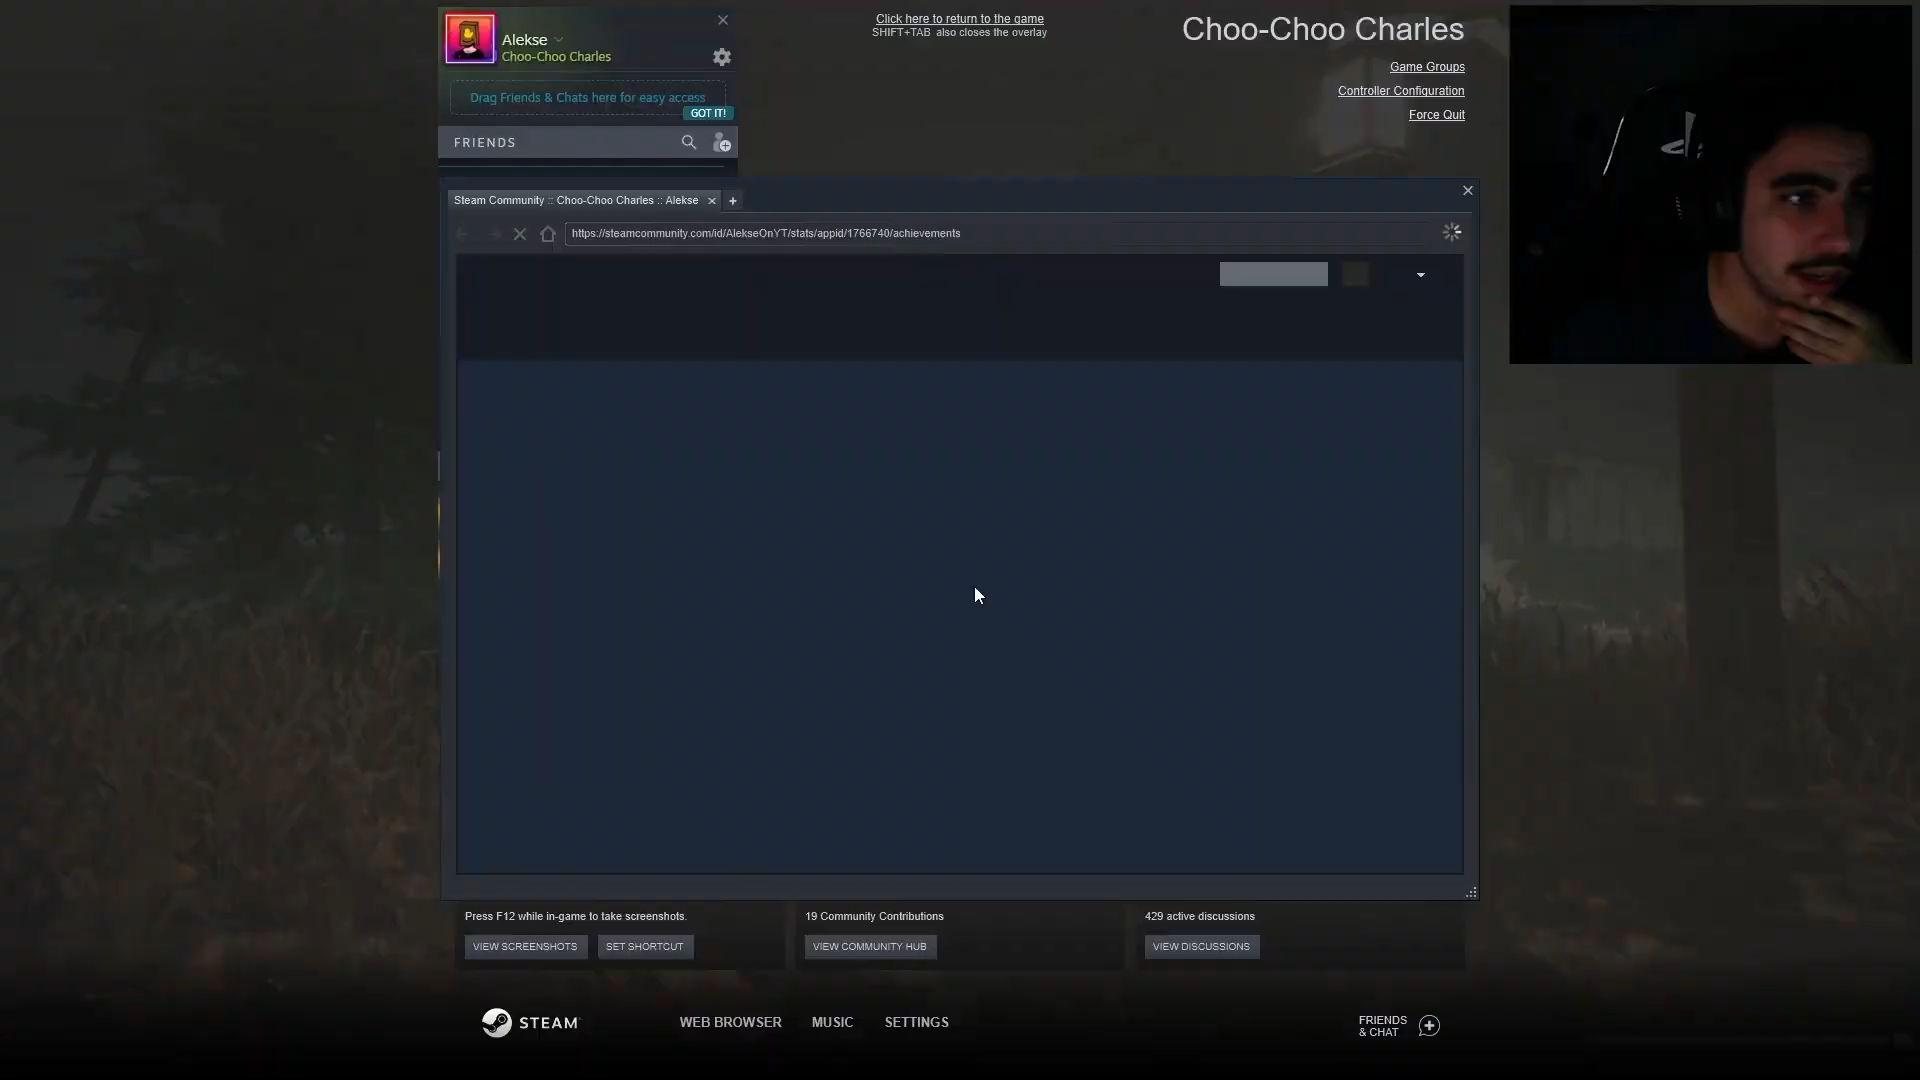 Alekse
Choo-Choo Charles
Drag Friends & Chats here for easy access
GOT IT!
FRIENDS
Click here to return to the game
SHIFT+TAB also closes the overlay
Choo-Choo Charles
Game Groups
Controller Configuration
Force Quit
Steam Community :: Choo-Choo Charles :: Alekse
https://steamcommunity.com/id/AlekseOnYT/stats/appid/1766740/achievements
Press F12 while in-game to take screenshots.
VIEW SCREENSHOTS
SET SHORTCUT
19 Community Contributions
VIEW COMMUNITY HUB
429 active discussions
VIEW DISCUSSIONS
STEAM
WEB BROWSER
MUSIC
SETTINGS
FRIENDS
& CHAT